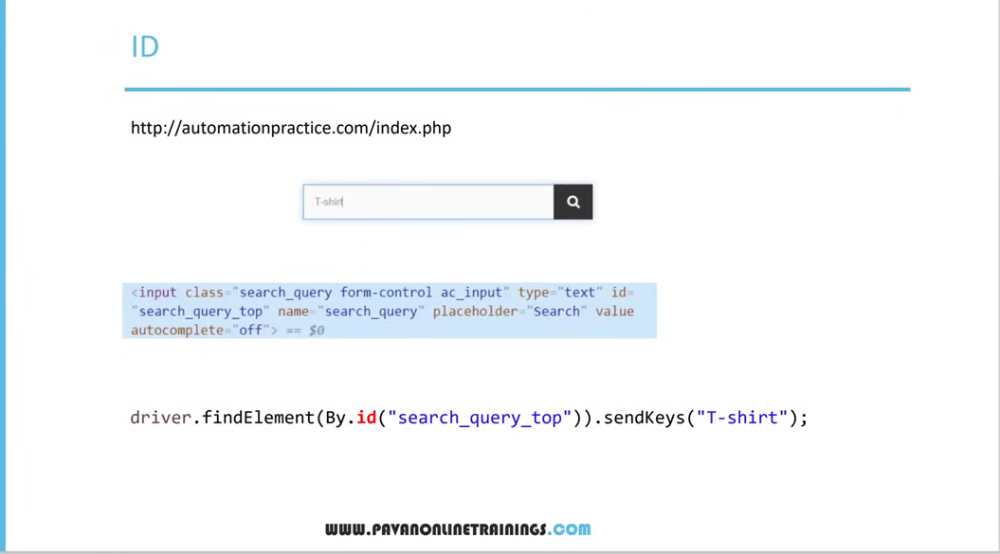 ID
http://automationpractice.com/index.php
T-shirt
<input class="search_query form-control ac_input" type="text" id=
"search_query_top" name="search_query" placeholder="Search" value
autocomplete="off"> == $0
driver.findElement(By.id("search_query_top")).sendKeys("T-shirt");
WWW.PAVANONLINETRAININGS.COM